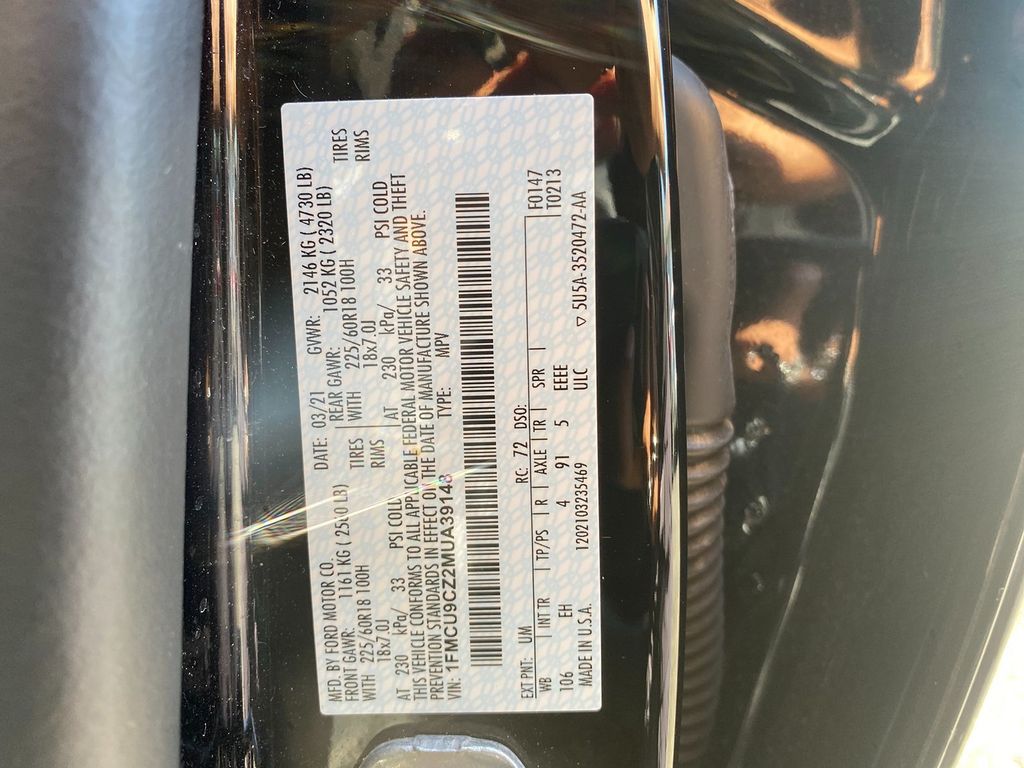 MFD. BY FORD MOTOR CO.
DATE: 03/21 GVWR: 2146 KG ( 4730 LB)
FRONT GAWR: 1161 KG ( 2560 LB) REAR GAWR: 1052 KG ( 2320 LB)
WITH 225/60R18 100H TIRES WITH 225/60R18 100H TIRES
18x7.0J RIMS 18x7.0J RIMS
AT 230 kPa/ 33 PSI COLD AT 230 kPa/ 33 PSI COLD
THIS VEHICLE CONFORMS TO ALL APPLICABLE FEDERAL MOTOR VEHICLE SAFETY AND THEFT
PREVENTION STANDARDS IN EFFECT ON THE DATE OF MANUFACTURE SHOWN ABOVE.
VIN: 1FMCU9CZ2MUA39148 TYPE: MPV
EXT PNT: UM RC: 72 DSO: F0147
WB INT TR TP/PS R AXLE TR SPR T0213
106 EH 4 91 5 EEEE
MADE IN U.S.A. 120210323546​9 ULC
▽ 5U5A-3520472-AA